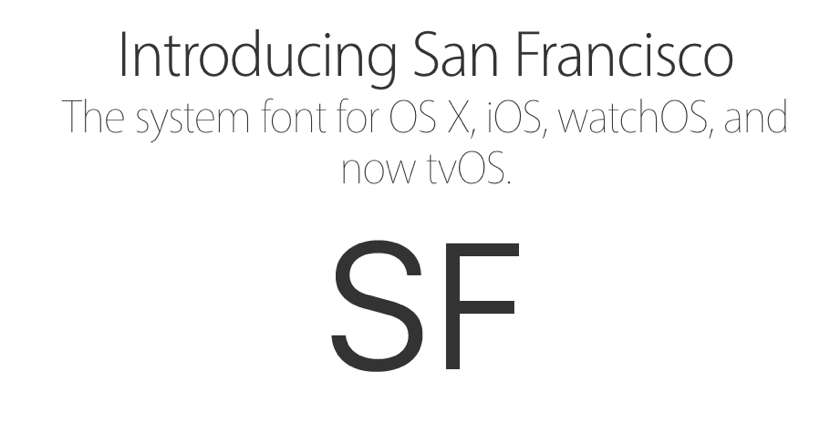 Introducing San Francisco
The system font for OS X, iOS, watchOS, and
now tvOS.
SF